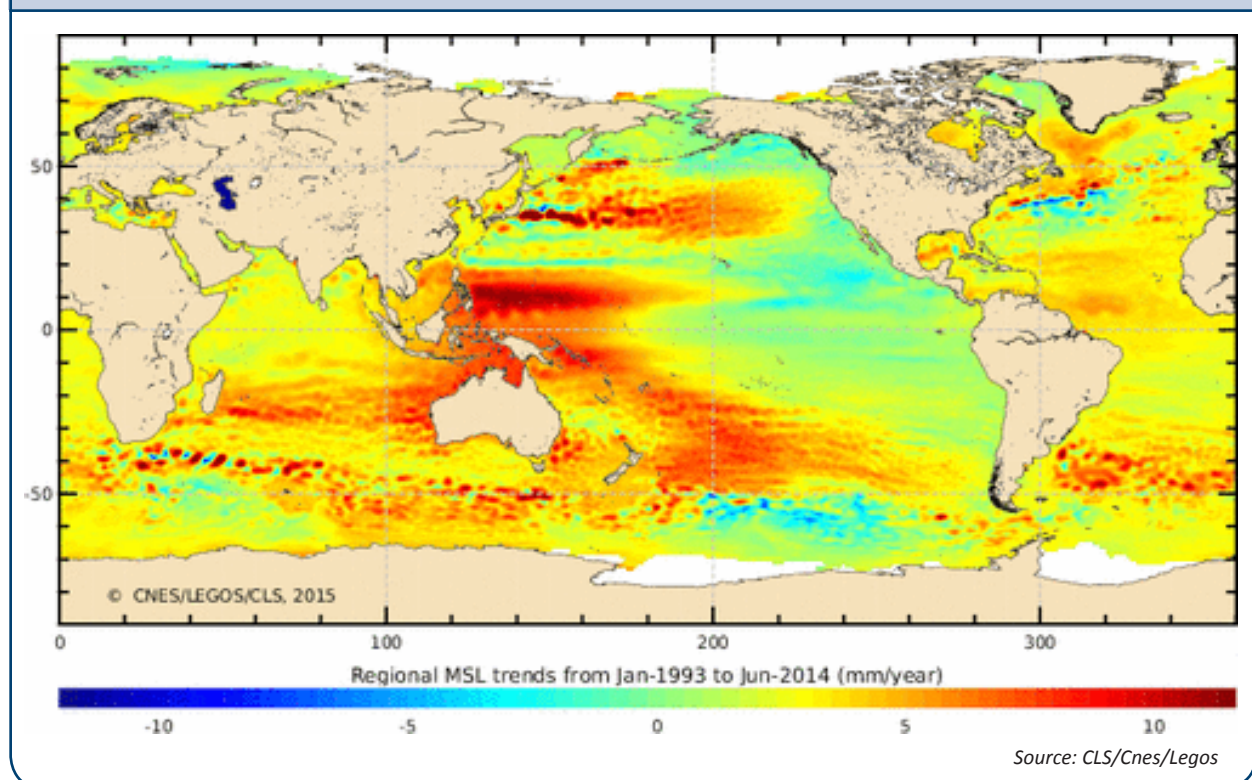 50
0
-50
© CNES/LEGOS/CLS, 2015
0 100 200 300
Regional MSL trends from Jan-1993 to Jun-2014 (mm/year)
-10 -5 0 5 10
Source: CLS/Cnes/Legos